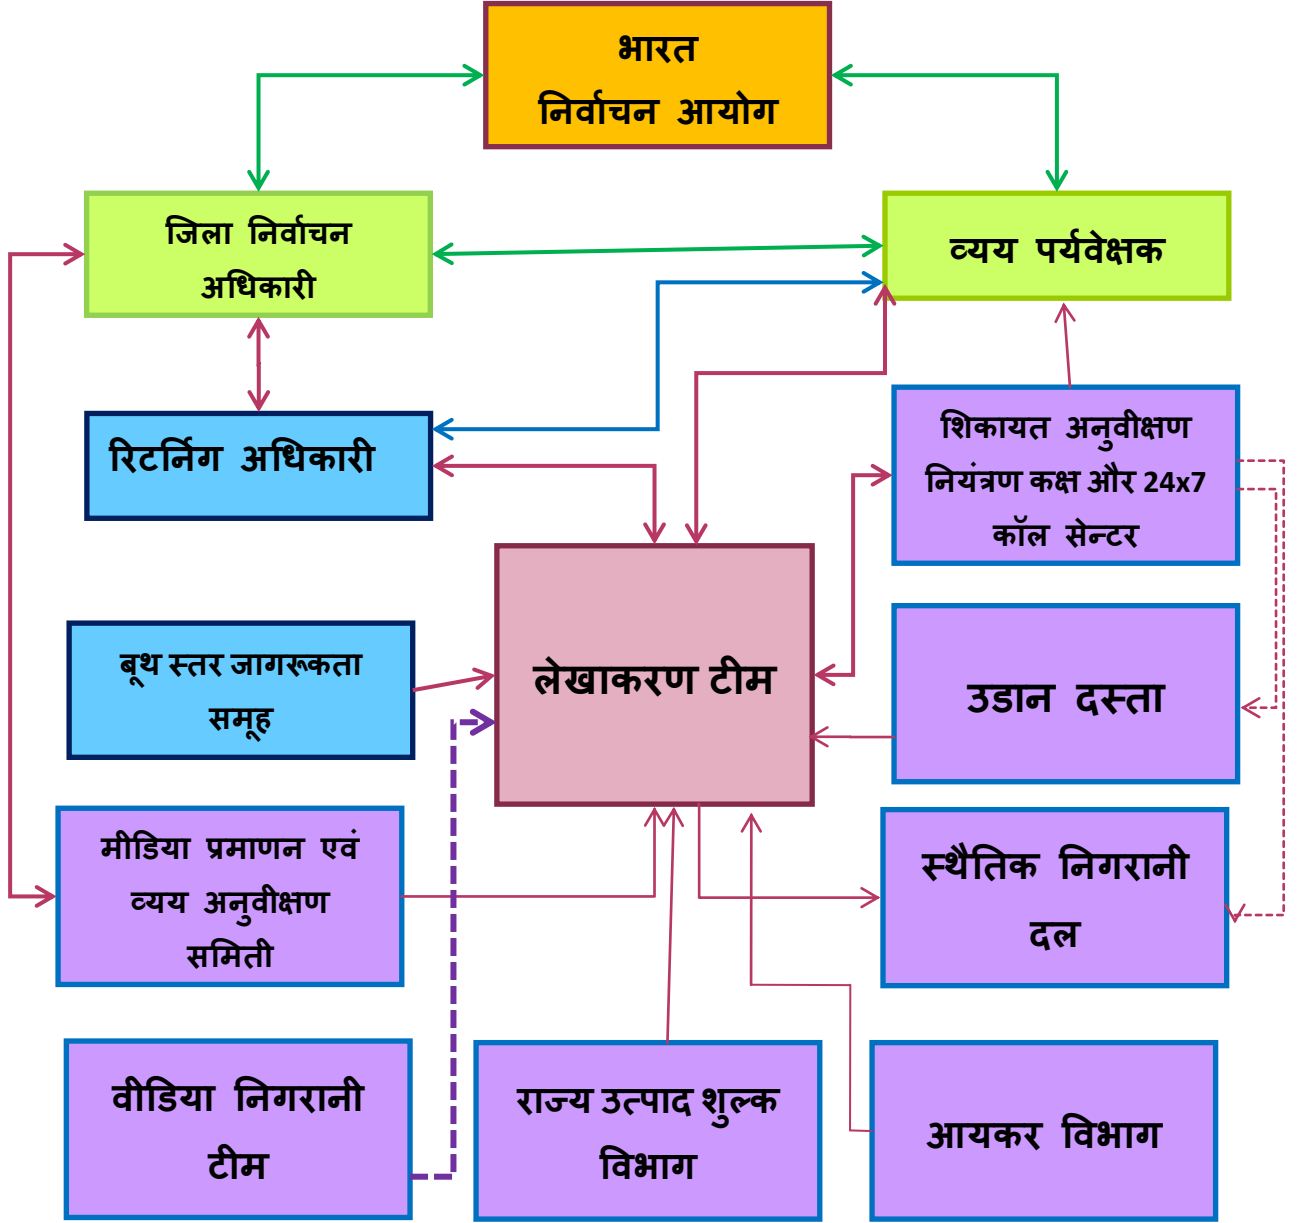 भारत
निर्वाचन आयोग
जिला निर्वाचन
अधिकारी
व्यय पर्यवेक्षक
रिटर्निग अधिकारी
शिकायत अनुवीक्षण
नियंत्रण कक्ष और 24x7
कॉल सेन्टर
बूथ स्तर जागरूकता
समूह
लेखाकरण टीम
उडान दस्ता
मीडिया प्रमाणन एवं
व्यय अनुवीक्षण
समिती
स्थैतिक निगरानी
दल
वीडिया निगरानी
टीम
राज्य उत्पाद शुल्क
विभाग
आयकर विभाग